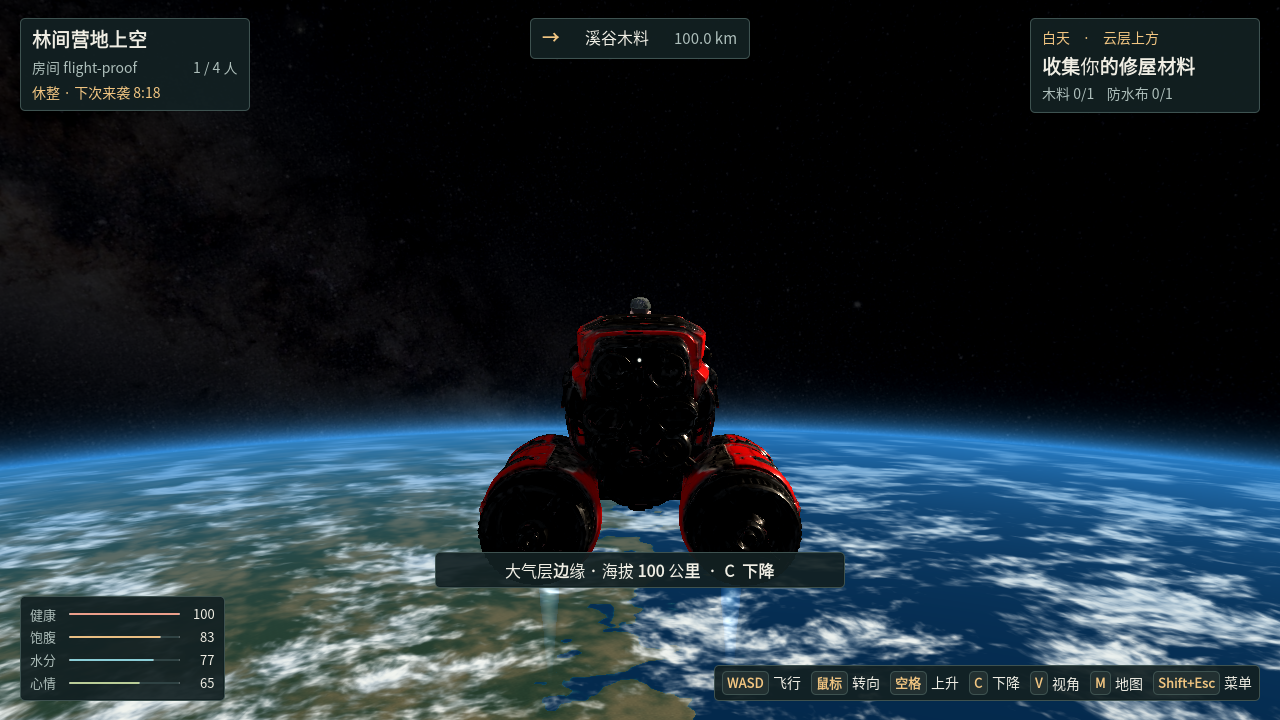 林间营地上空
房间 flight-proof 1 / 4 人
休整 · 下次来袭 8:18
→ 溪谷木料 100.0 km
白天 · 云层上方
收集你的修屋材料
木料 0/1 防水布 0/1
大气层边缘 · 海拔 100 公里 · C 下降
健康 100
饱腹 83
水分 77
心情 65
WASD 飞行 鼠标 转向 空格 上升 C 下降 V 视角 M 地图 Shift+Esc 菜单